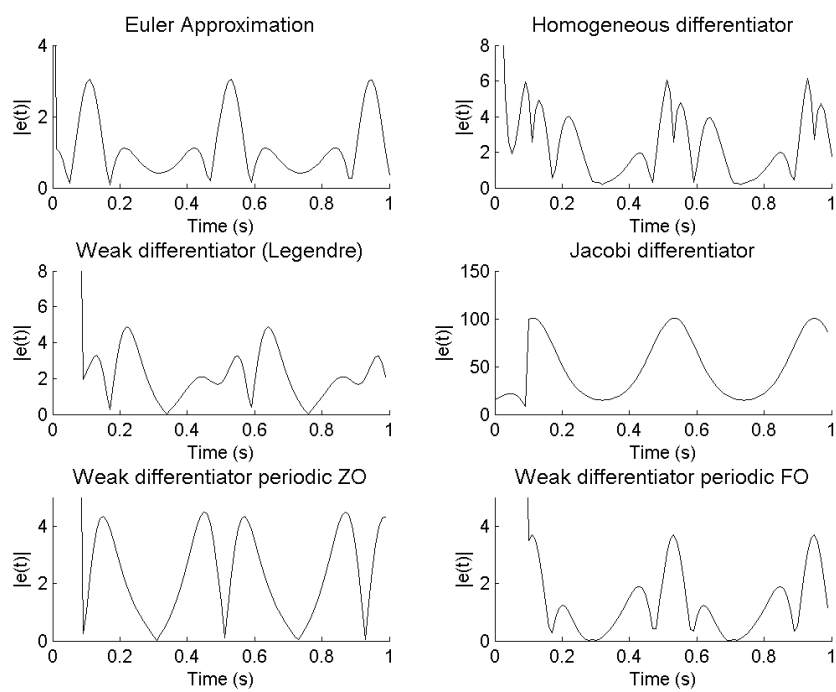 Euler Approximation
4
2
0
|e(t)|
0 0.2 0.4 0.6 0.8 1
Time (s)
Homogeneous differentiator
8
6
4
2
0
|e(t)|
0 0.2 0.4 0.6 0.8 1
Time (s)
Weak differentiator (Legendre)
8
6
4
2
0
|e(t)|
0 0.2 0.4 0.6 0.8 1
Time (s)
Jacobi differentiator
150
100
50
0
|e(t)|
0 0.2 0.4 0.6 0.8 1
Time (s)
Weak differentiator periodic ZO
4
2
0
|e(t)|
0 0.2 0.4 0.6 0.8 1
Time (s)
Weak differentiator periodic FO
4
2
0
|e(t)|
0 0.2 0.4 0.6 0.8 1
Time (s)